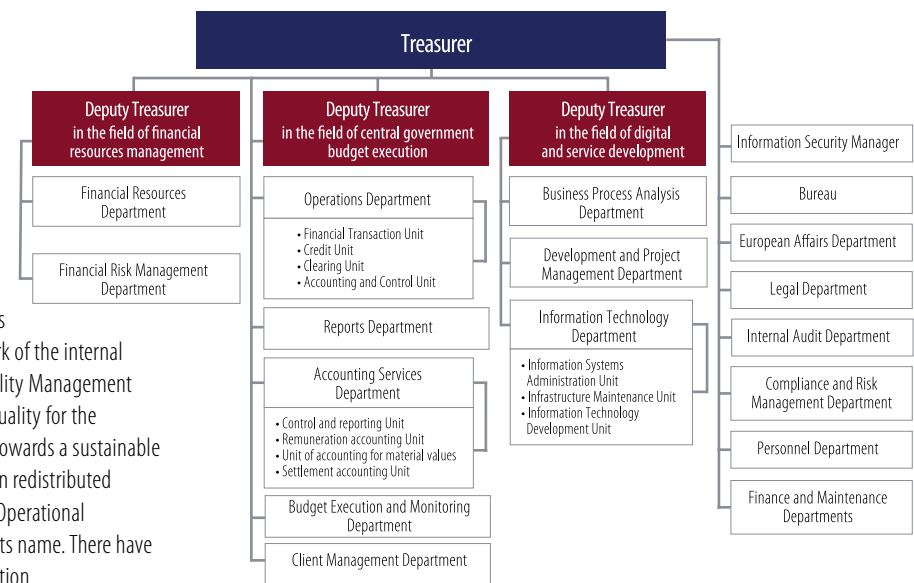 Treasurer
Deputy Treasurer
in the field of financial
resources management
Financial Resources
Department
Financial Risk Management
Department
Deputy Treasurer
in the field of central government
budget execution
Operations Department
• Financial Transaction Unit
• Credit Unit
• Clearing Unit
• Accounting and Control Unit
Reports Department
Accounting Services
Department
• Control and reporting Unit
• Remuneration accounting Unit
• Unit of accounting for material values
• Settlement accounting Unit
Budget Execution and Monitoring
Department
Client Management Department
Deputy Treasurer
in the field of digital
and service development
Business Process Analysis
Department
Development and Project
Management Department
Information Technology
Department
• Information Systems
Administration Unit
• Infrastructure Maintenance Unit
• Information Technology
Development Unit
Information Security Manager
Bureau
European Affairs Department
Legal Department
Internal Audit Department
Compliance and Risk
Management Department
Personnel Department
Finance and Maintenance
Departments
of the internal
Management
for the
towards a sustainable
redistributed
Operational
its name. There have